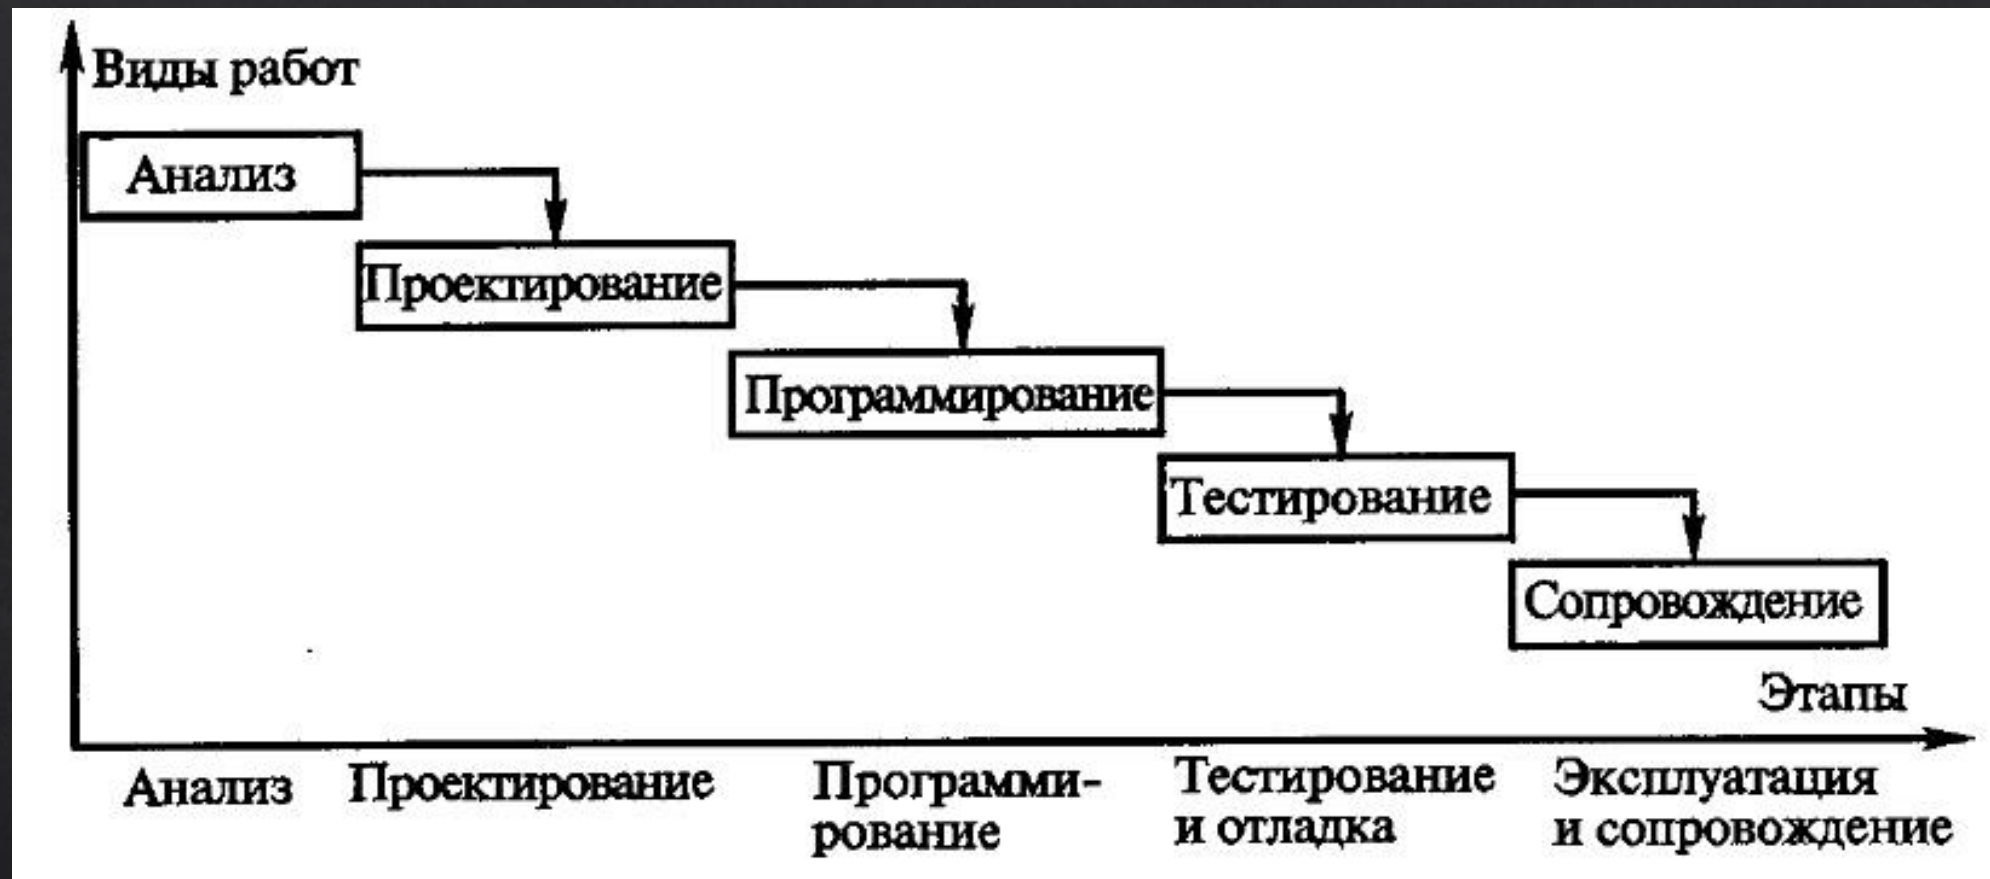 Виды работ
Анализ
Проектирование
Программирование
Тестирование
Сопровождение
Этапы
Анализ
Проектирование
Программи-
рование
Тестирование
и отладка
Эксплуатация
и сопровождение